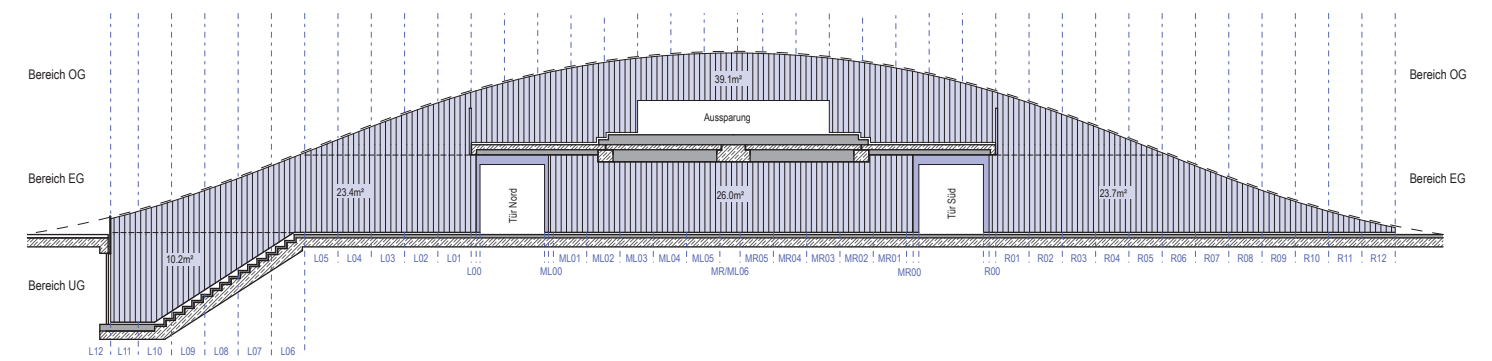 Bereich OG
Bereich OG
39.1m²
Aussparung
Bereich EG
Bereich EG
23.4m²
Tür Nord
26.0m²
Tür Süd
23.7m²
10.2m²
L05 L04 L03 L02 L01 ML01 ML02 ML03 ML04 ML05 MR05 MR04 MR03 MR02 MR01 R01 R02 R03 R04 R05 R06 R07 R08 R09 R10 R11 R12
L00 ML00 MR/ML06 MR00 R00
Bereich UG
L12 L11 L10 L09 L08 L07 L06